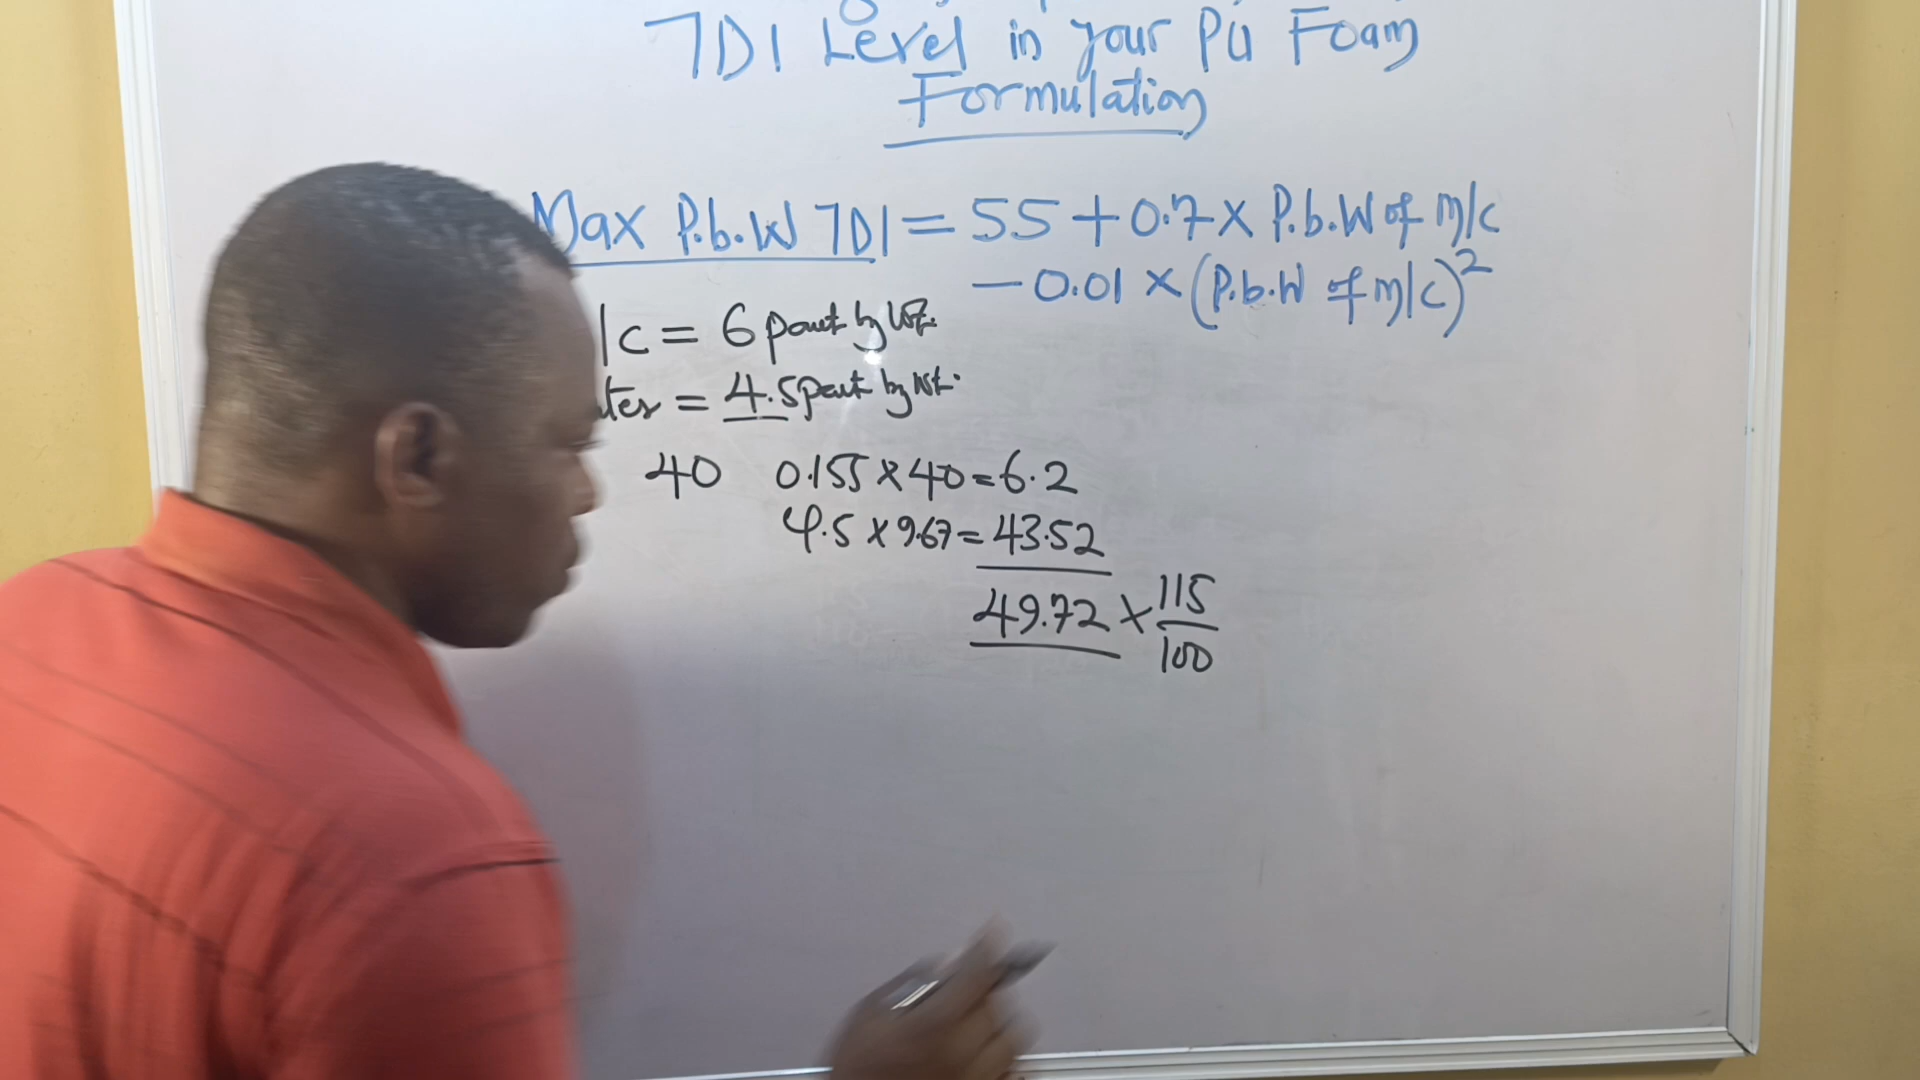 TDI Level in your PU Foam
Formulation
Max P.b.W TDI = 55 + 0.7 x P.b.W of m/c
- 0.01 x (P.b.W of m/c)²
/c = 6 part by wt.
ter = 4.5 part by wt.
40 0.155 x 40 = 6.2
4.5 x 9.67 = 43.52
49.72 x 115/100